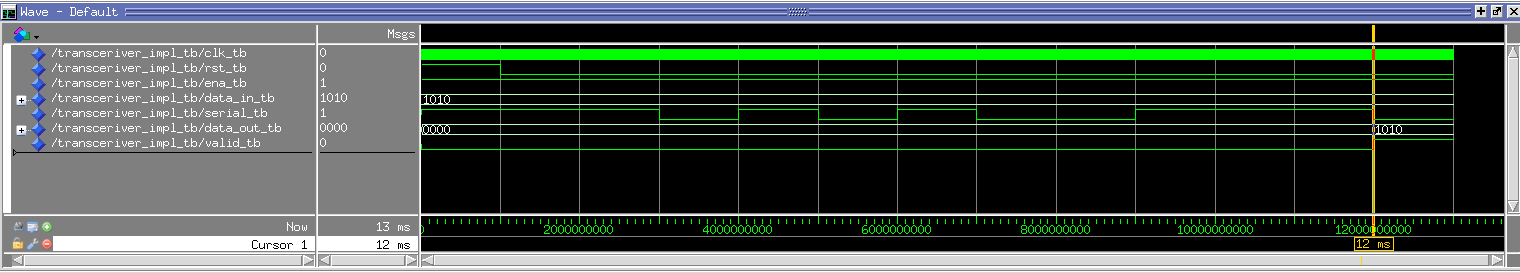 Wave - Default
Msgs
/transceriver_impl_tb/clk_tb 0
/transceriver_impl_tb/rst_tb 0
/transceriver_impl_tb/ena_tb 1
/transceriver_impl_tb/data_in_tb 1010 1010
/transceriver_impl_tb/serial_tb 1
/transceriver_impl_tb/data_out_tb 0000 0000 1010
/transceriver_impl_tb/valid_tb 0
Now 13 ms 0 2000000000 4000000000 6000000000 8000000000 10000000000 12000000000
Cursor 1 12 ms 12 ms